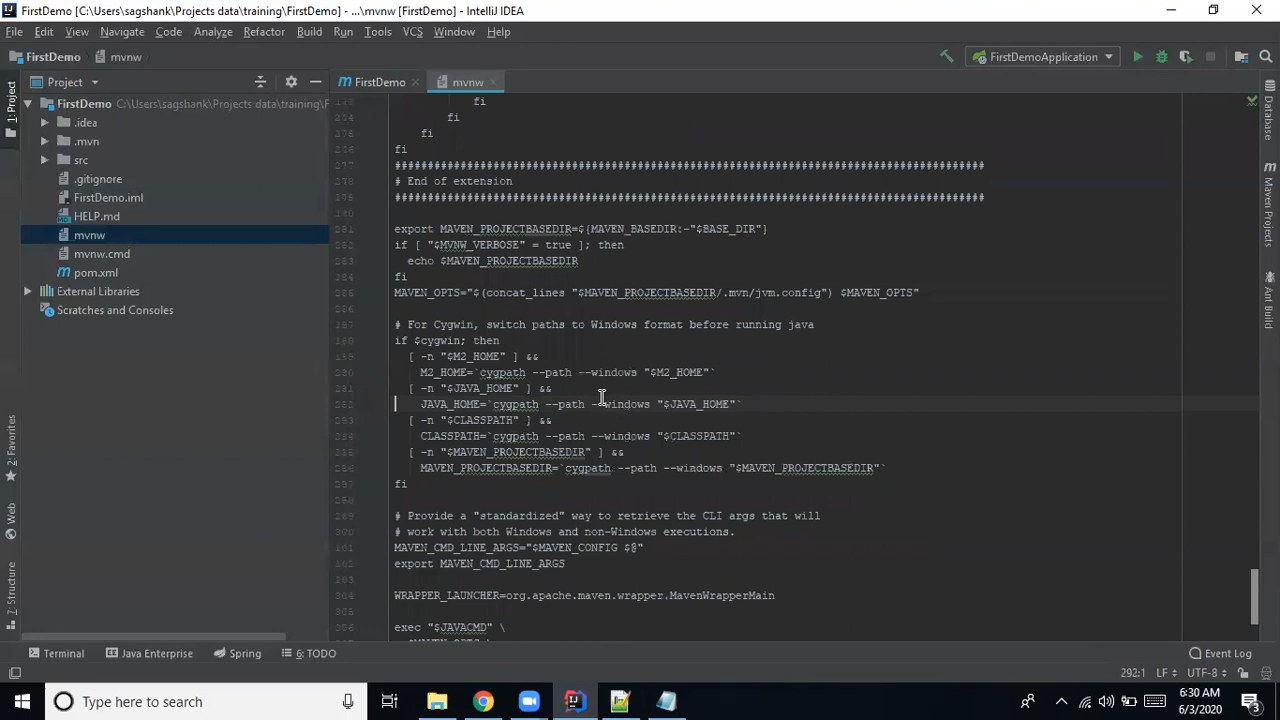 FirstDemo [C:\Users\sagshank\Projects data\training\FirstDemo] - ...\mvnw [FirstDemo] - IntelliJ IDEA
File Edit View Navigate Code Analyze Refactor Build Run Tools VCS Window Help
FirstDemo mvnw FirstDemoApplication
1: Project
Project
FirstDemo C:\Users\sagshank\Projects data\training\F
.idea
.mvn
src
.gitignore
FirstDemo.iml
HELP.md
mvnw
mvnw.cmd
pom.xml
External Libraries
Scratches and Consoles
2: Favorites
Web
7: Structure
FirstDemo mvnw
fi
fi
fi
fi
##########################################################################################
# End of extension
##########################################################################################
export MAVEN_PROJECTBASEDIR=${MAVEN_BASEDIR:-"$BASE_DIR"}
if [ "$MVNW_VERBOSE" = true ]; then
echo $MAVEN_PROJECTBASEDIR
fi
MAVEN_OPTS="$(concat_lines "$MAVEN_PROJECTBASEDIR/.mvn/jvm.config") $MAVEN_OPTS"
# For Cygwin, switch paths to Windows format before running java
if $cygwin; then
[ -n "$M2_HOME" ] &&
M2_HOME=`cygpath --path --windows "$M2_HOME"`
[ -n "$JAVA_HOME" ] &&
JAVA_HOME=`cygpath --path --windows "$JAVA_HOME"`
[ -n "$CLASSPATH" ] &&
CLASSPATH=`cygpath --path --windows "$CLASSPATH"`
[ -n "$MAVEN_PROJECTBASEDIR" ] &&
MAVEN_PROJECTBASEDIR=`cygpath --path --windows "$MAVEN_PROJECTBASEDIR"`
fi
# Provide a "standardized" way to retrieve the CLI args that will
# work with both Windows and non-Windows executions.
MAVEN_CMD_LINE_ARGS="$MAVEN_CONFIG $@"
export MAVEN_CMD_LINE_ARGS
WRAPPER_LAUNCHER=org.apache.maven.wrapper.MavenWrapperMain
exec "$JAVACMD" \
Database
Maven Projects
Ant Build
Terminal Java Enterprise Spring 6: TODO Event Log
292:1 LF UTF-8
Type here to search
6:30 AM
6/3/2020
3